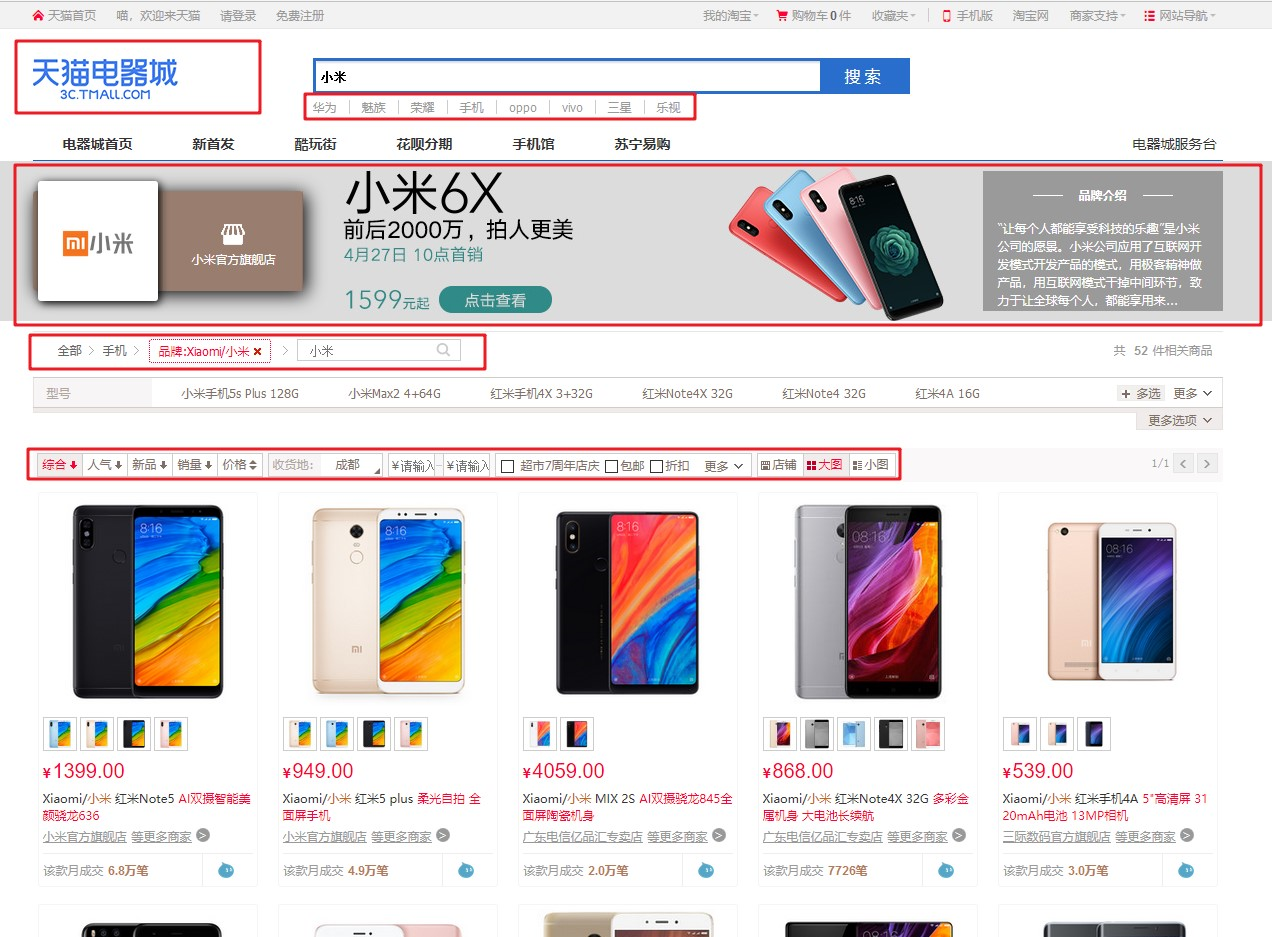 天猫首页 喵，欢迎来天猫 请登录 免费注册 我的淘宝 购物车0件 收藏夹 手机版 淘宝网 商家支持 网站导航
天猫电器城
3C.TMALL.COM
小米 搜索
华为 魅族 荣耀 手机 oppo vivo 三星 乐视
电器城首页 新首发 酷玩街 花呗分期 手机馆 苏宁易购 电器城服务台
小米
小米官方旗舰店
小米6X
前后2000万，拍人更美
4月27日 10点首销
1599元起 点击查看
品牌介绍
"让每个人都能享受科技的乐趣"是小米
公司的愿景。小米公司应用了互联网开
发模式开发产品的模式，用极客精神做
产品，用互联网模式干掉中间环节，致
力于让全球每个人，都能享用来...
全部 手机 品牌:Xiaomi/小米 小米 共 52 件相关商品
型号 小米手机5s Plus 128G 小米Max2 4+64G 红米手机4X 3+32G 红米Note4X 32G 红米Note4 32G 红米4A 16G + 多选 更多
更多选项
综合 人气 新品 销量 价格 收货地: 成都 ¥请输入 - ¥请输入 超市7周年店庆 包邮 折扣 更多 店铺 大图 小图 1/1
¥1399.00
Xiaomi/小米 红米Note5 AI双摄智能美
颜骁龙636
小米官方旗舰店 等更多商家
该款月成交 6.8万笔
¥949.00
Xiaomi/小米 红米5 plus 柔光自拍 全
面屏手机
小米官方旗舰店 等更多商家
该款月成交 4.9万笔
¥4059.00
Xiaomi/小米 MIX 2S AI双摄骁龙845全
面屏陶瓷机身
广东电信亿品汇专卖店 等更多商家
该款月成交 2.0万笔
¥868.00
Xiaomi/小米 红米Note4X 32G 多彩金
属机身 大电池长续航
广东电信亿品汇专卖店 等更多商家
该款月成交 7726笔
¥539.00
Xiaomi/小米 红米手机4A 5"高清屏 31
20mAh电池 13MP相机
三际数码官方旗舰店 等更多商家
该款月成交 3.0万笔